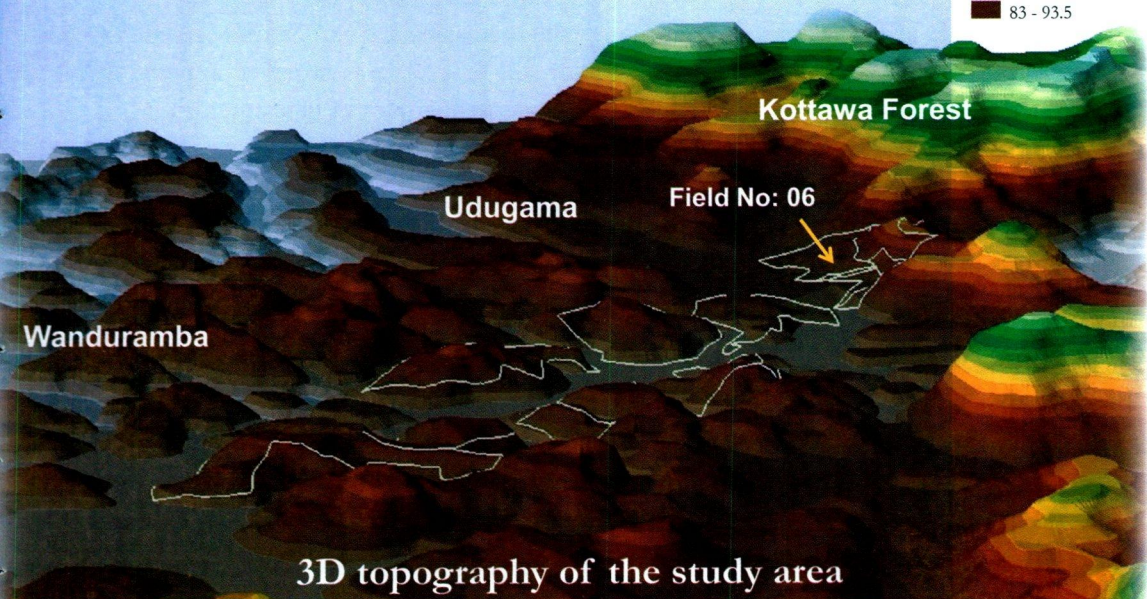 83 - 93.5
Kottawa Forest
Field No: 06
Udugama
Wanduramba
3D topography of the study area